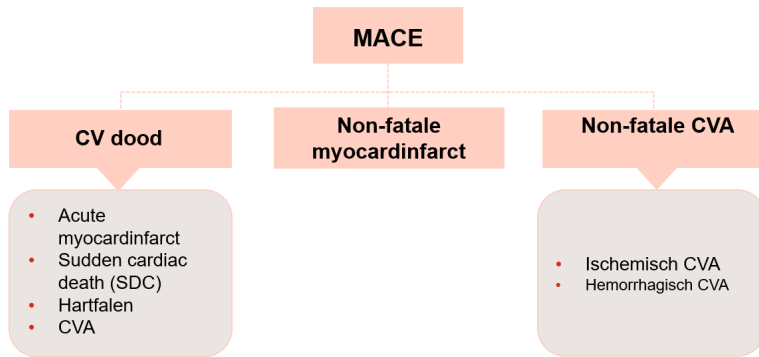 MACE
CV dood
Non-fatale
myocardinfarct
Non-fatale CVA
• Acute
myocardinfarct
• Sudden cardiac
death (SDC)
• Hartfalen
• CVA
• Ischemisch CVA
• Hemorrhagisch CVA